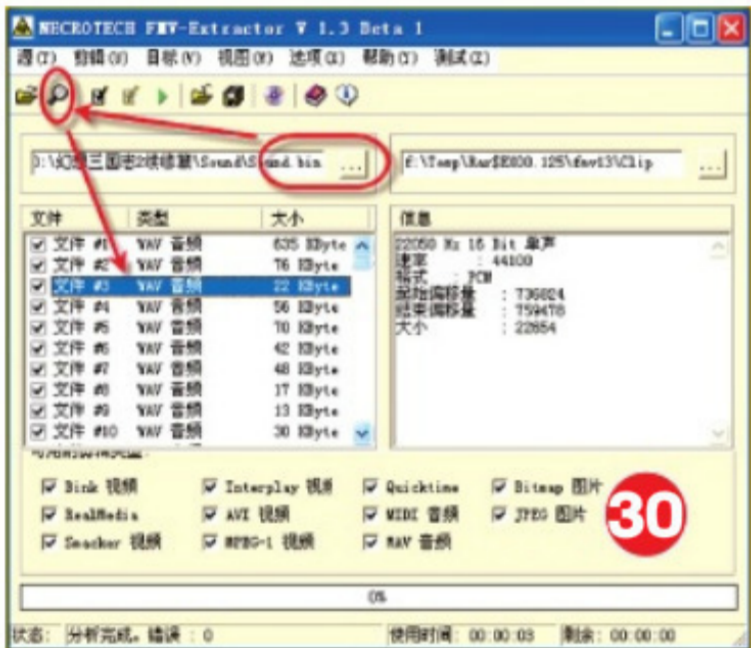 NECROTECH FMV-Extractor V 1.3 Beta 1
源(T) 剪辑(U) 目标(V) 视图(W) 选项(X) 帮助(Y) 测试(Z)
D:\幻想三国志2续缘篇\Sound\Sound.bin ... f:\Temp\Rar$EX00.125\fmv13\Clip ...
文件 类型 大小 信息
文件 #1 WAV 音频 635 KByte
文件 #2 WAV 音频 76 KByte
文件 #3 WAV 音频 22 KByte
文件 #4 WAV 音频 56 KByte
文件 #5 WAV 音频 70 KByte
文件 #6 WAV 音频 42 KByte
文件 #7 WAV 音频 48 KByte
文件 #8 WAV 音频 17 KByte
文件 #9 WAV 音频 13 KByte
文件 #10 WAV 音频 30 KByte
22050 Hz 16 Bit 单声
速率 : 44100
格式 : PCM
起始偏移量 : 736824
结束偏移量 : 759478
大小 : 22654
Bink 视频 Interplay 视频 Quicktime Bitmap 图片
RealMedia AVI 视频 MIDI 音频 JPEG 图片
Smacker 视频 MPEG-1 视频 WAV 音频
30
0%
状态: 分析完成。错误 : 0 使用时间: 00:00:03 剩余: 00:00:00